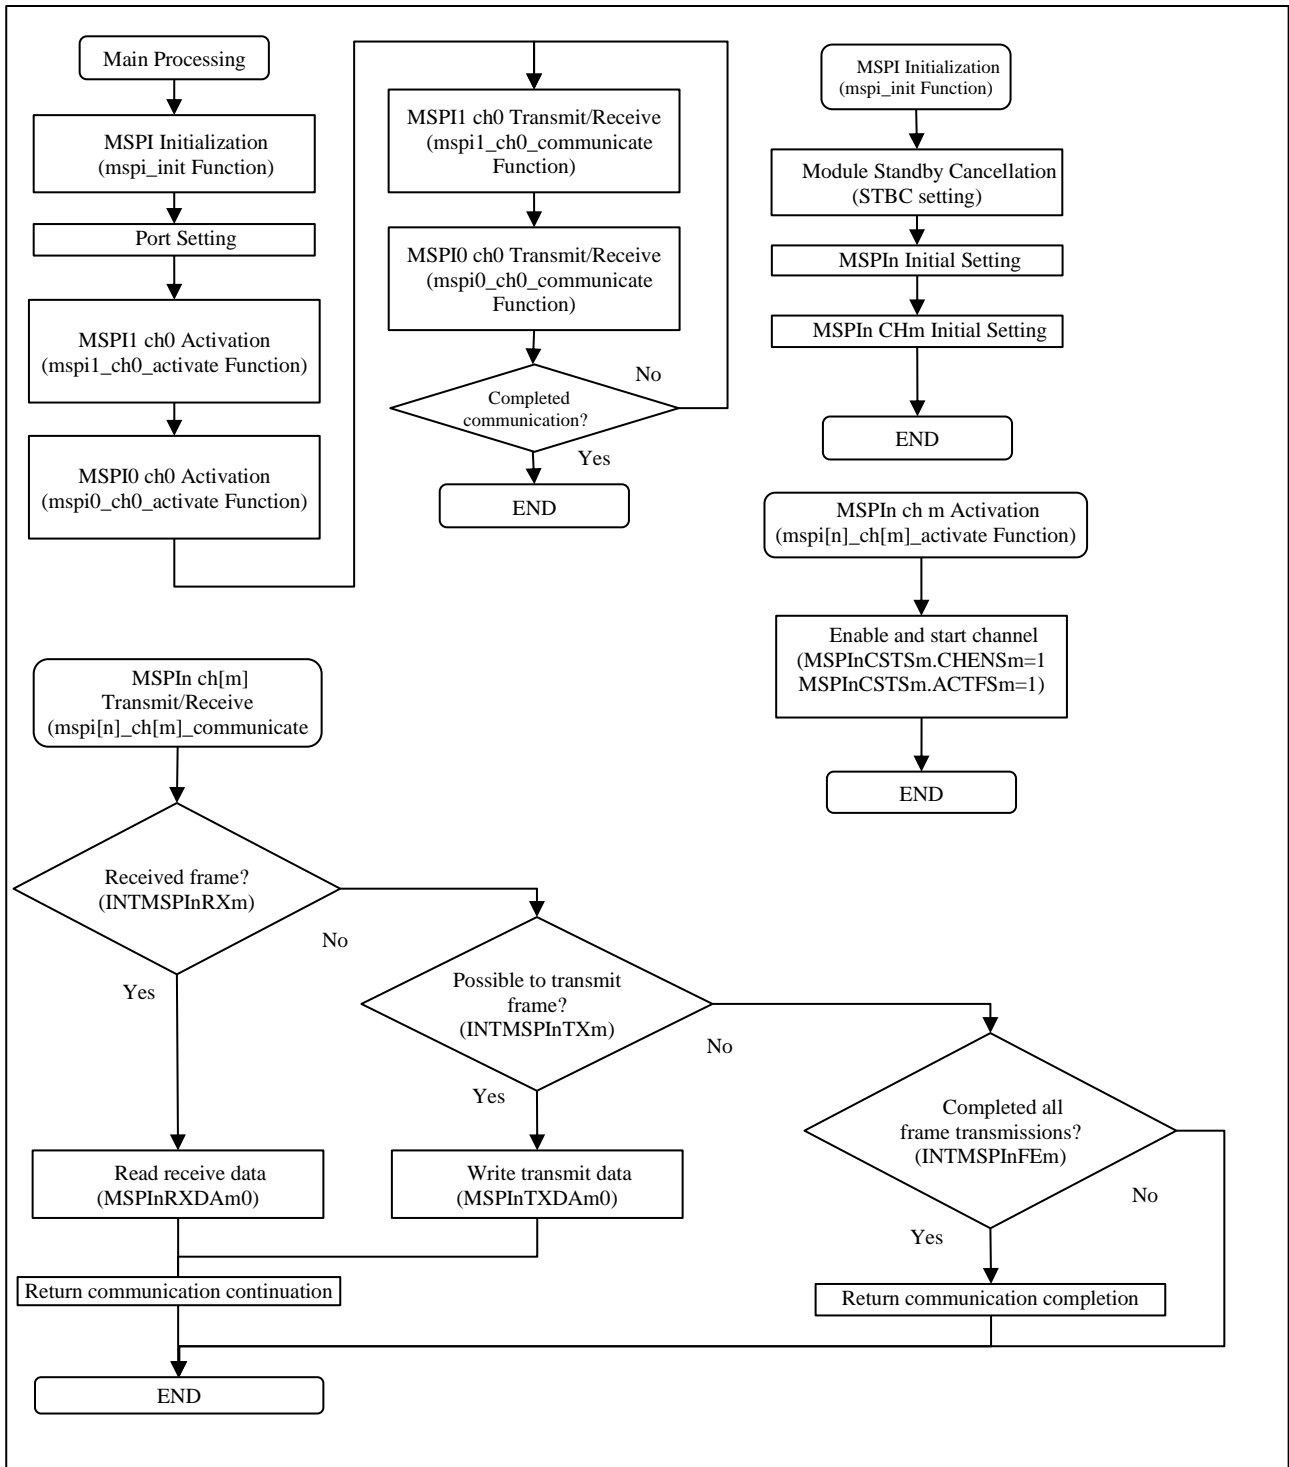 Main Processing
MSPI Initialization
(mspi_init Function)
Port Setting
MSPI1 ch0 Activation
(mspi1_ch0_activate Function)
MSPI0 ch0 Activation
(mspi0_ch0_activate Function)
MSPI1 ch0 Transmit/Receive
(mspi1_ch0_communicate
Function)
MSPI0 ch0 Transmit/Receive
(mspi0_ch0_communicate
Function)
Completed
communication?
No
Yes
END
MSPI Initialization
(mspi_init Function)
Module Standby Cancellation
(STBC setting)
MSPIn Initial Setting
MSPIn CHm Initial Setting
END
MSPIn ch m Activation
(mspi[n]_ch[m]_activate Function)
Enable and start channel
(MSPInCSTSm.CHENSm=1
MSPInCSTSm.ACTFSm=1)
END
MSPIn ch[m]
Transmit/Receive
(mspi[n]_ch[m]_communicate
Received frame?
(INTMSPInRXm)
No
Yes
Possible to transmit
frame?
(INTMSPInTXm)
No
Yes
Completed all
frame transmissions?
(INTMSPInFEm)
No
Yes
Read receive data
(MSPInRXDAm0)
Write transmit data
(MSPInTXDAm0)
Return communication continuation
Return communication completion
END